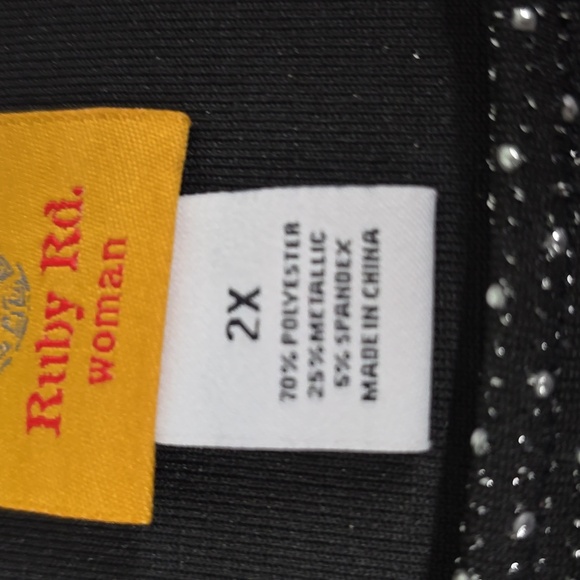 Ruby Rd.
woman
2X
70% POLYESTER
25% METALLIC
5% SPANDEX
MADE IN CHINA